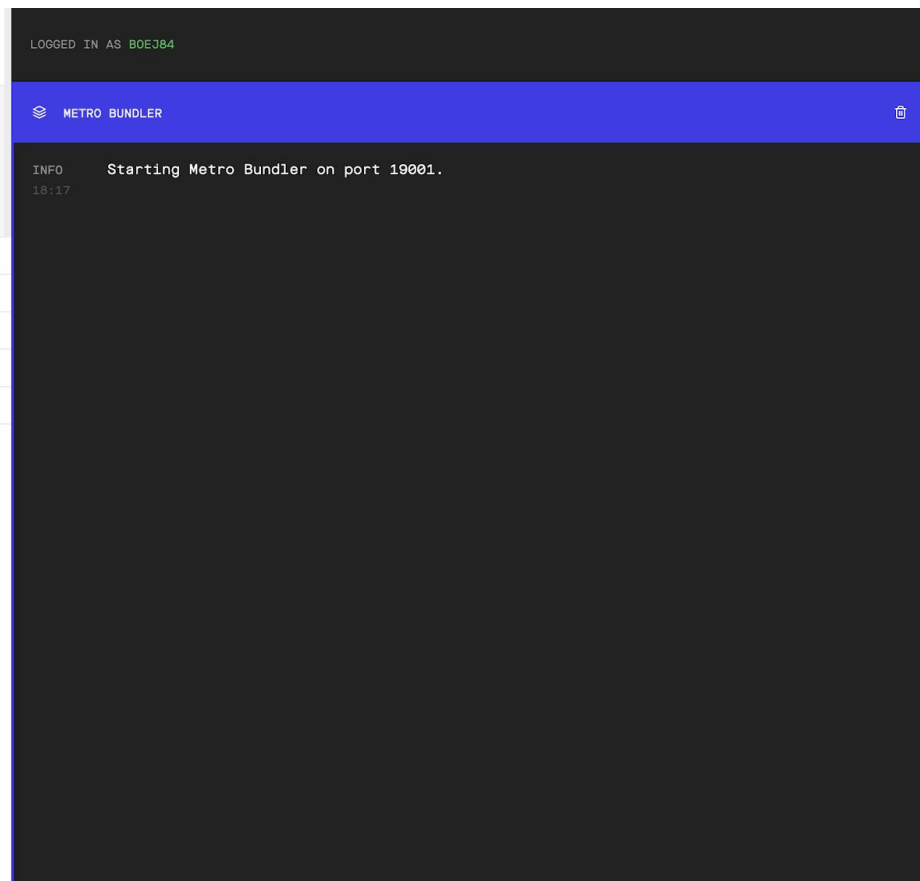 LOGGED IN AS BOEJ84
METRO BUNDLER
INFO Starting Metro Bundler on port 19001.
18:17